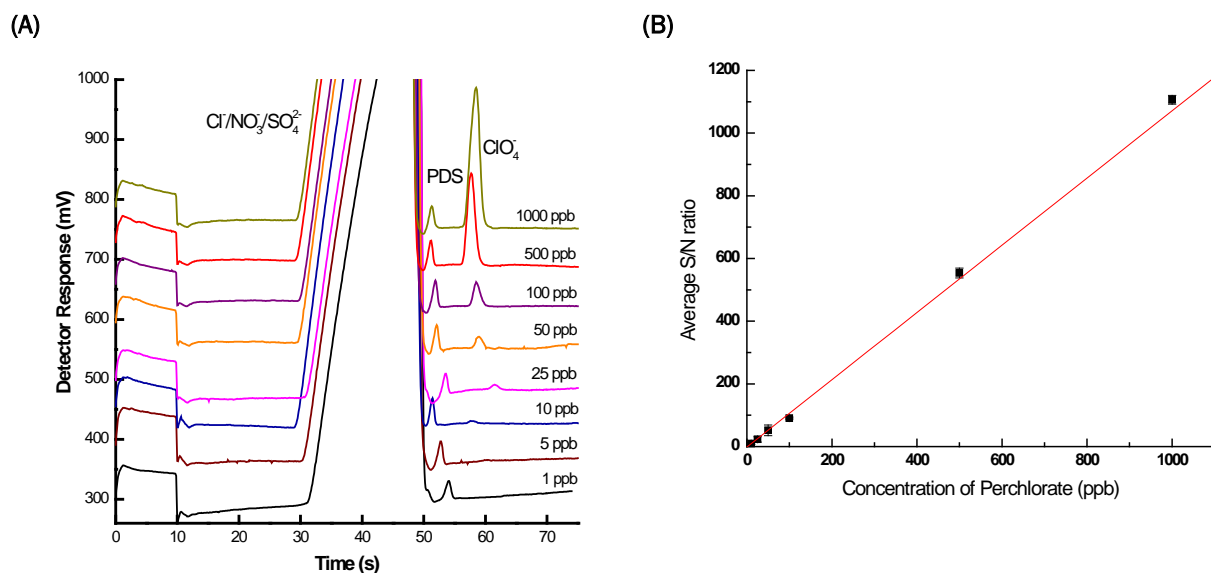 (A)
1000
900
800
700
600
500
400
300
Detector Response (mV)
Cl⁻/NO₃⁻/SO₄²⁻
PDS
ClO₄⁻
1000 ppb
500 ppb
100 ppb
50 ppb
25 ppb
10 ppb
5 ppb
1 ppb
0 10 20 30 40 50 60 70
Time (s)
(B)
1200
1000
800
600
400
200
0
Average S/N ratio
0 200 400 600 800 1000
Concentration of Perchlorate (ppb)